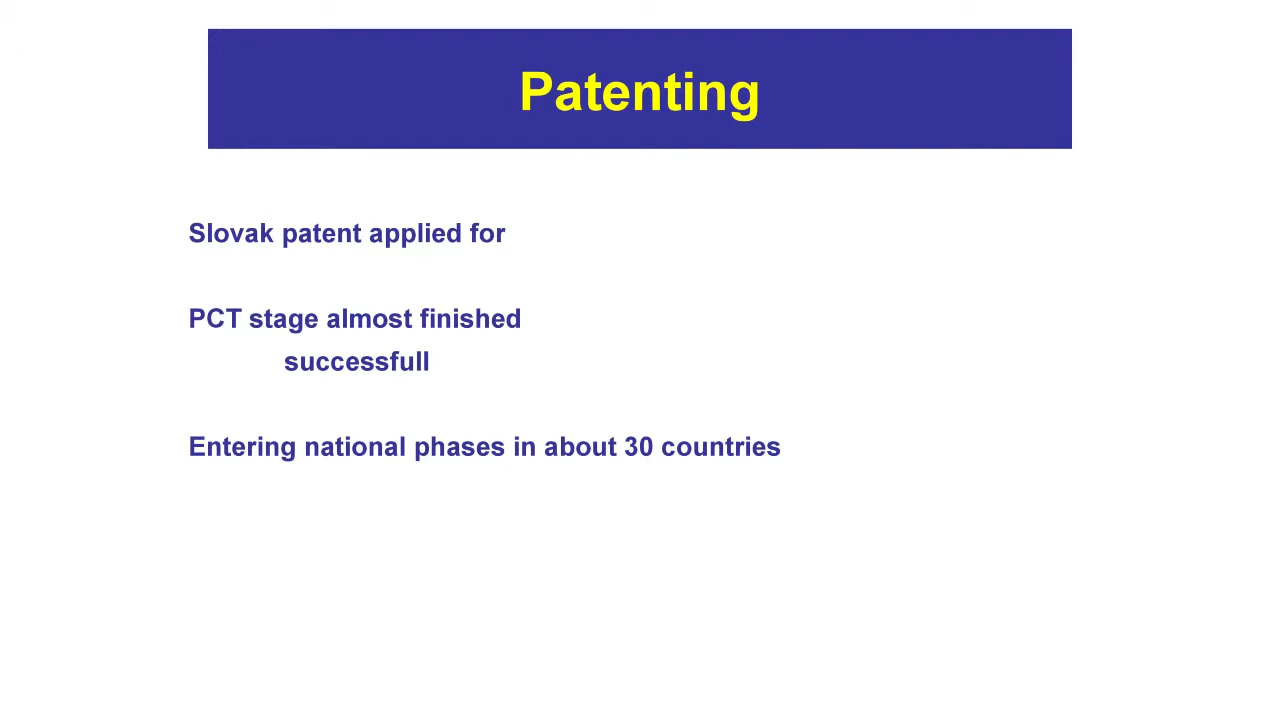 Patenting
Slovak patent applied for
PCT stage almost finished
successfull
Entering national phases in about 30 countries